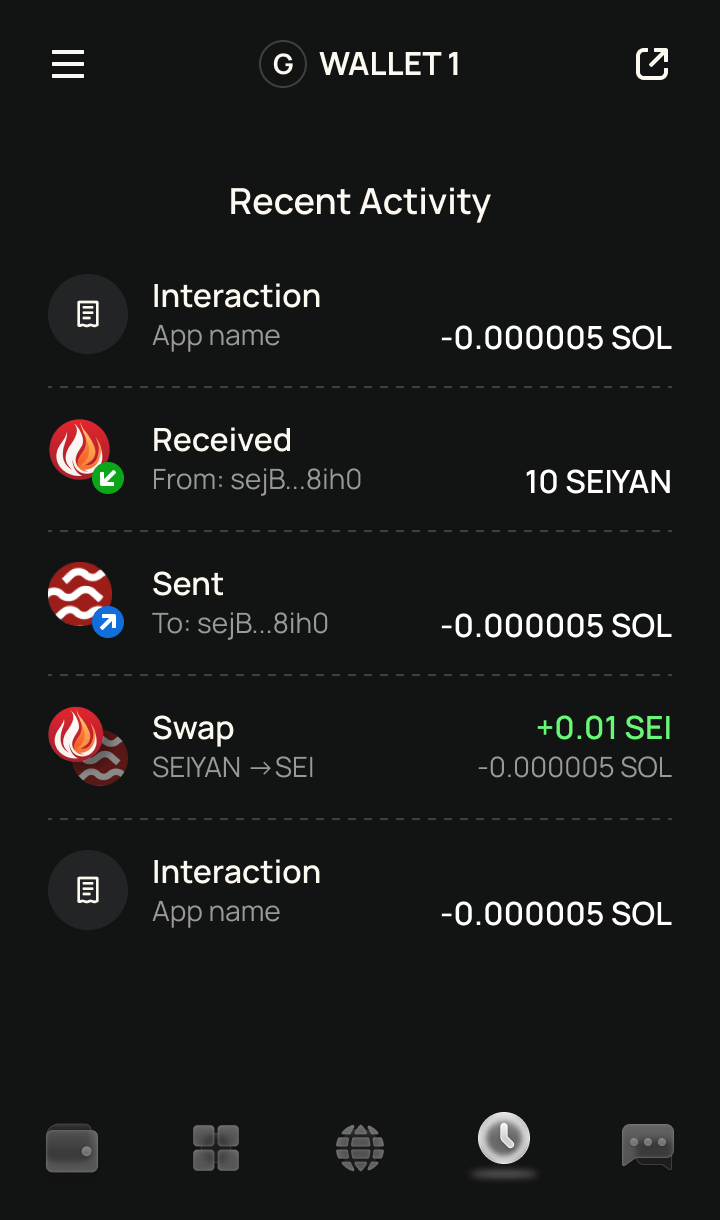 G WALLET 1
Recent Activity
Interaction
App name
-0.000005 SOL
Received
From: sejB...8ih0
10 SEIYAN
Sent
To: sejB...8ih0
-0.000005 SOL
Swap
+0.01 SEI
SEIYAN →SEI
-0.000005 SOL
Interaction
App name
-0.000005 SOL